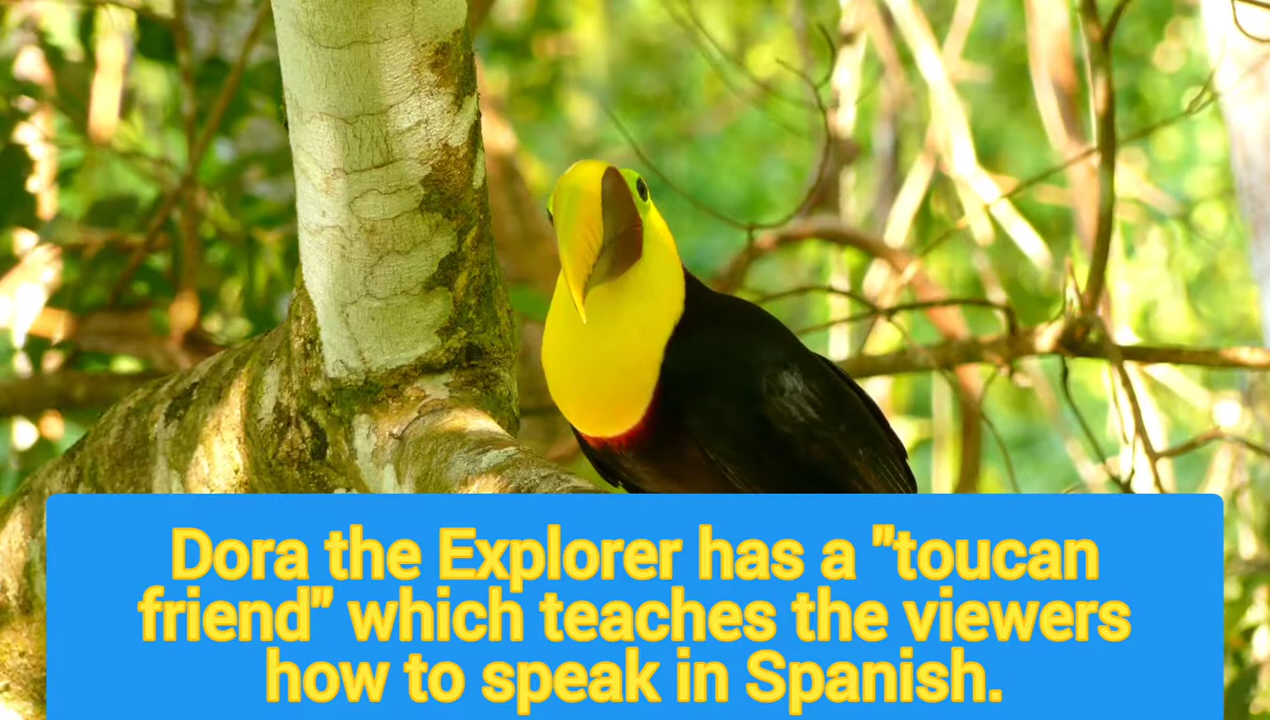 Dora the Explorer has a "toucan
friend" which teaches the viewers
how to speak in Spanish.